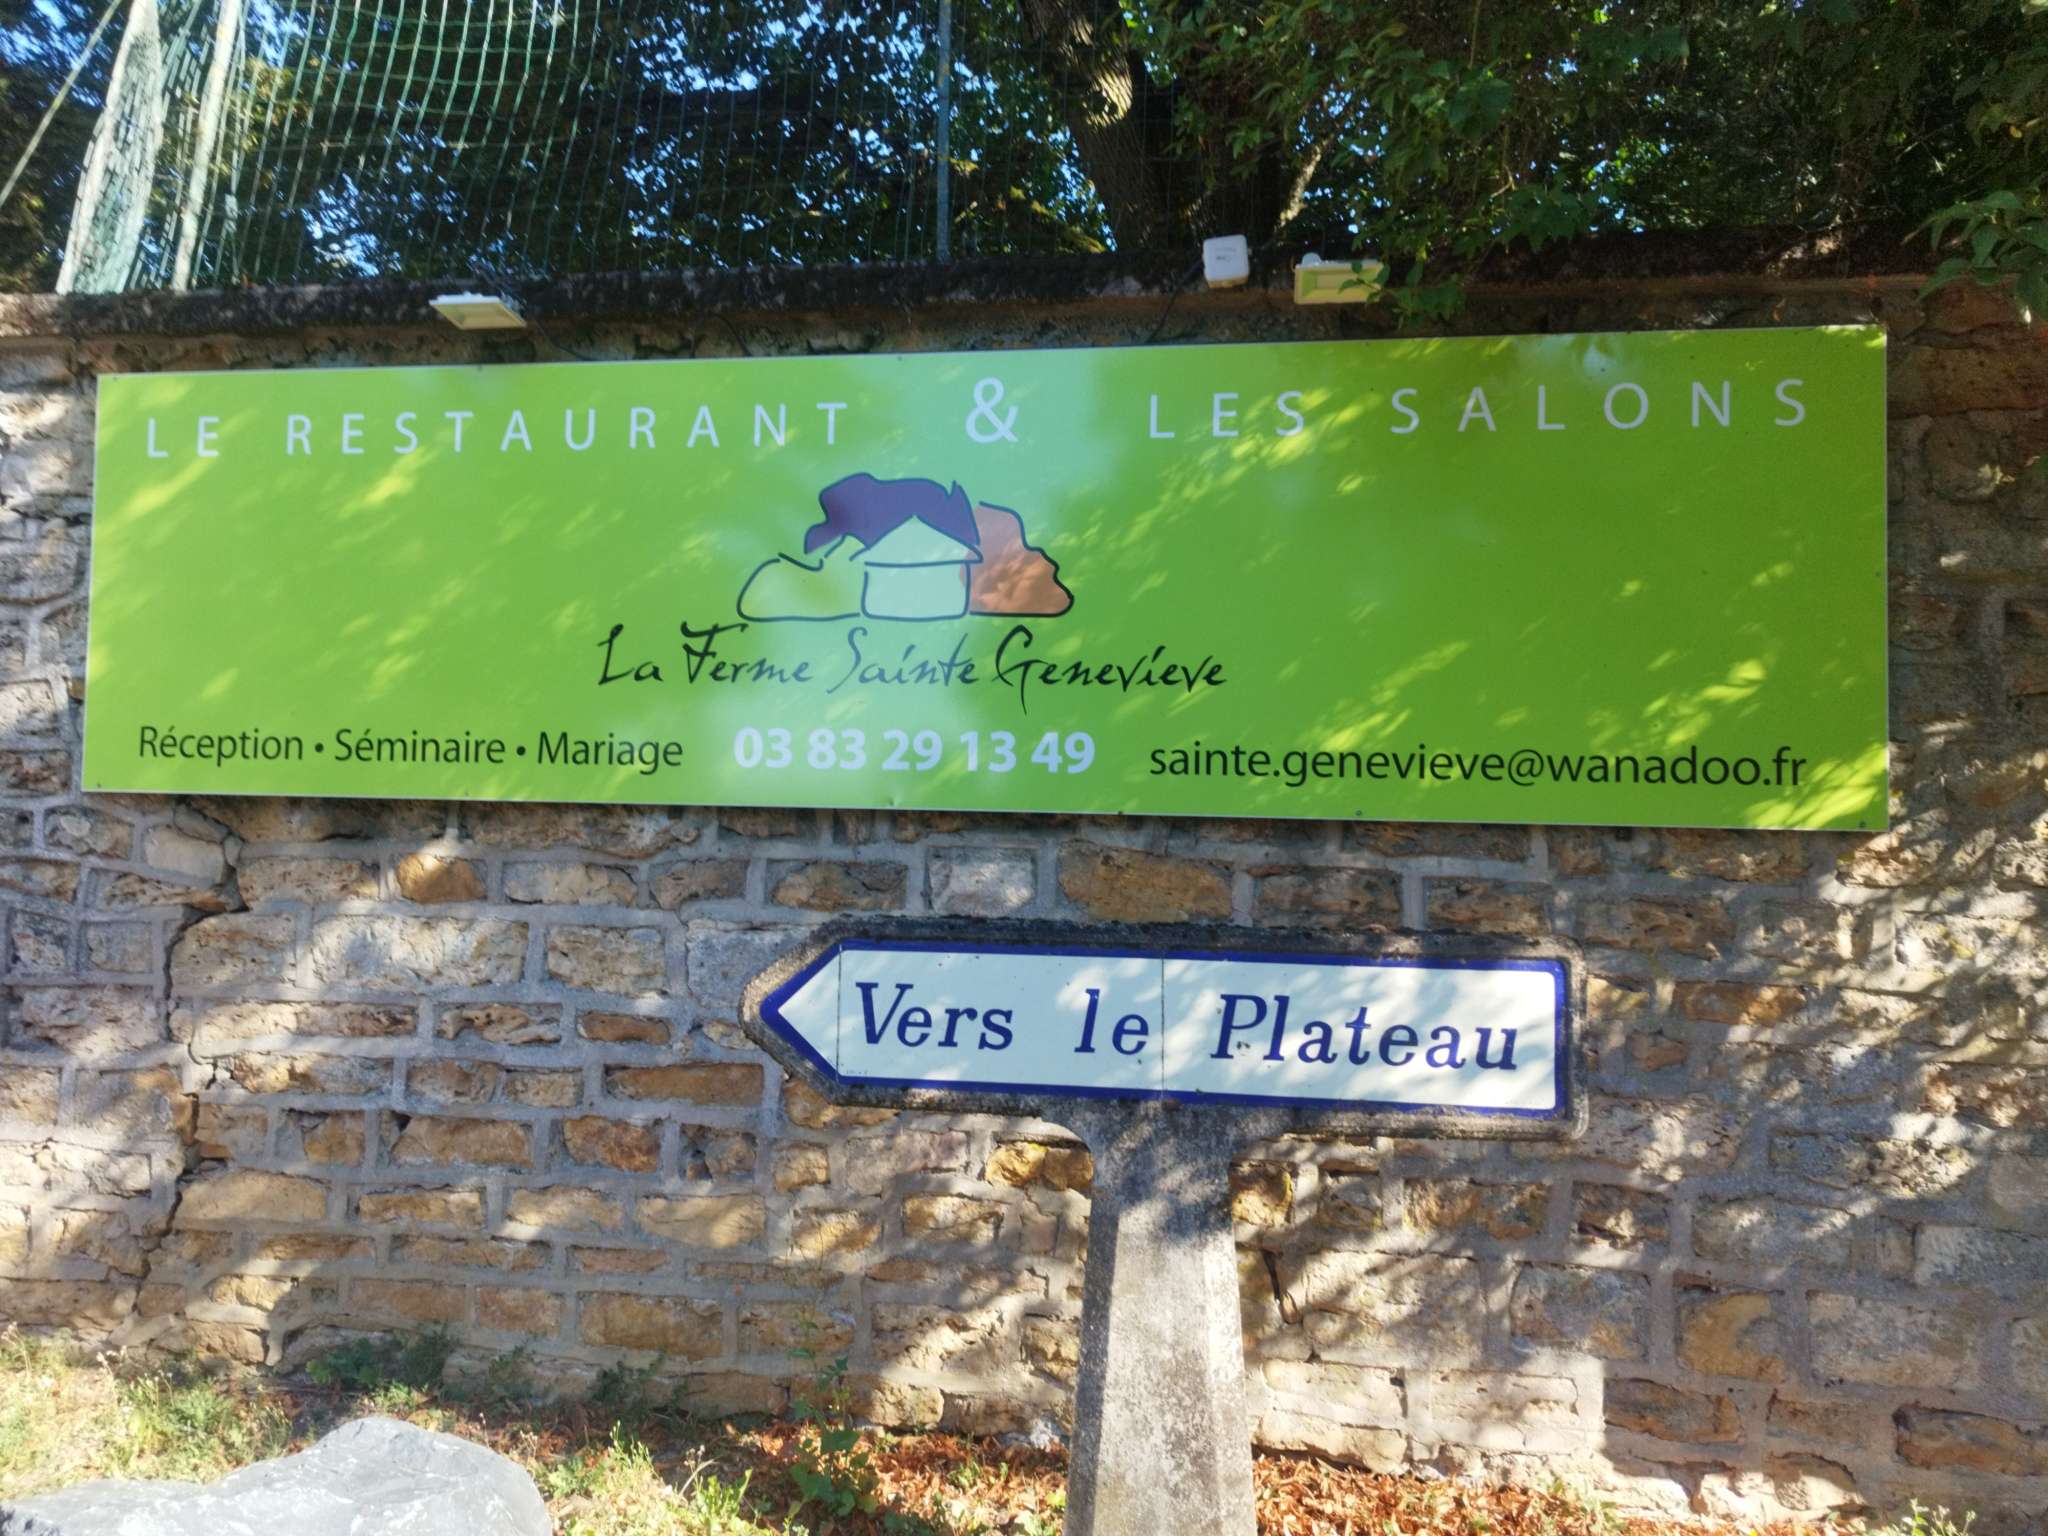 LE RESTAURANT & LES SALONS
La Ferme Sainte Geneviève
Réception • Séminaire • Mariage 03 83 29 13 49 sainte.genevieve@wanadoo.fr
Vers le Plateau